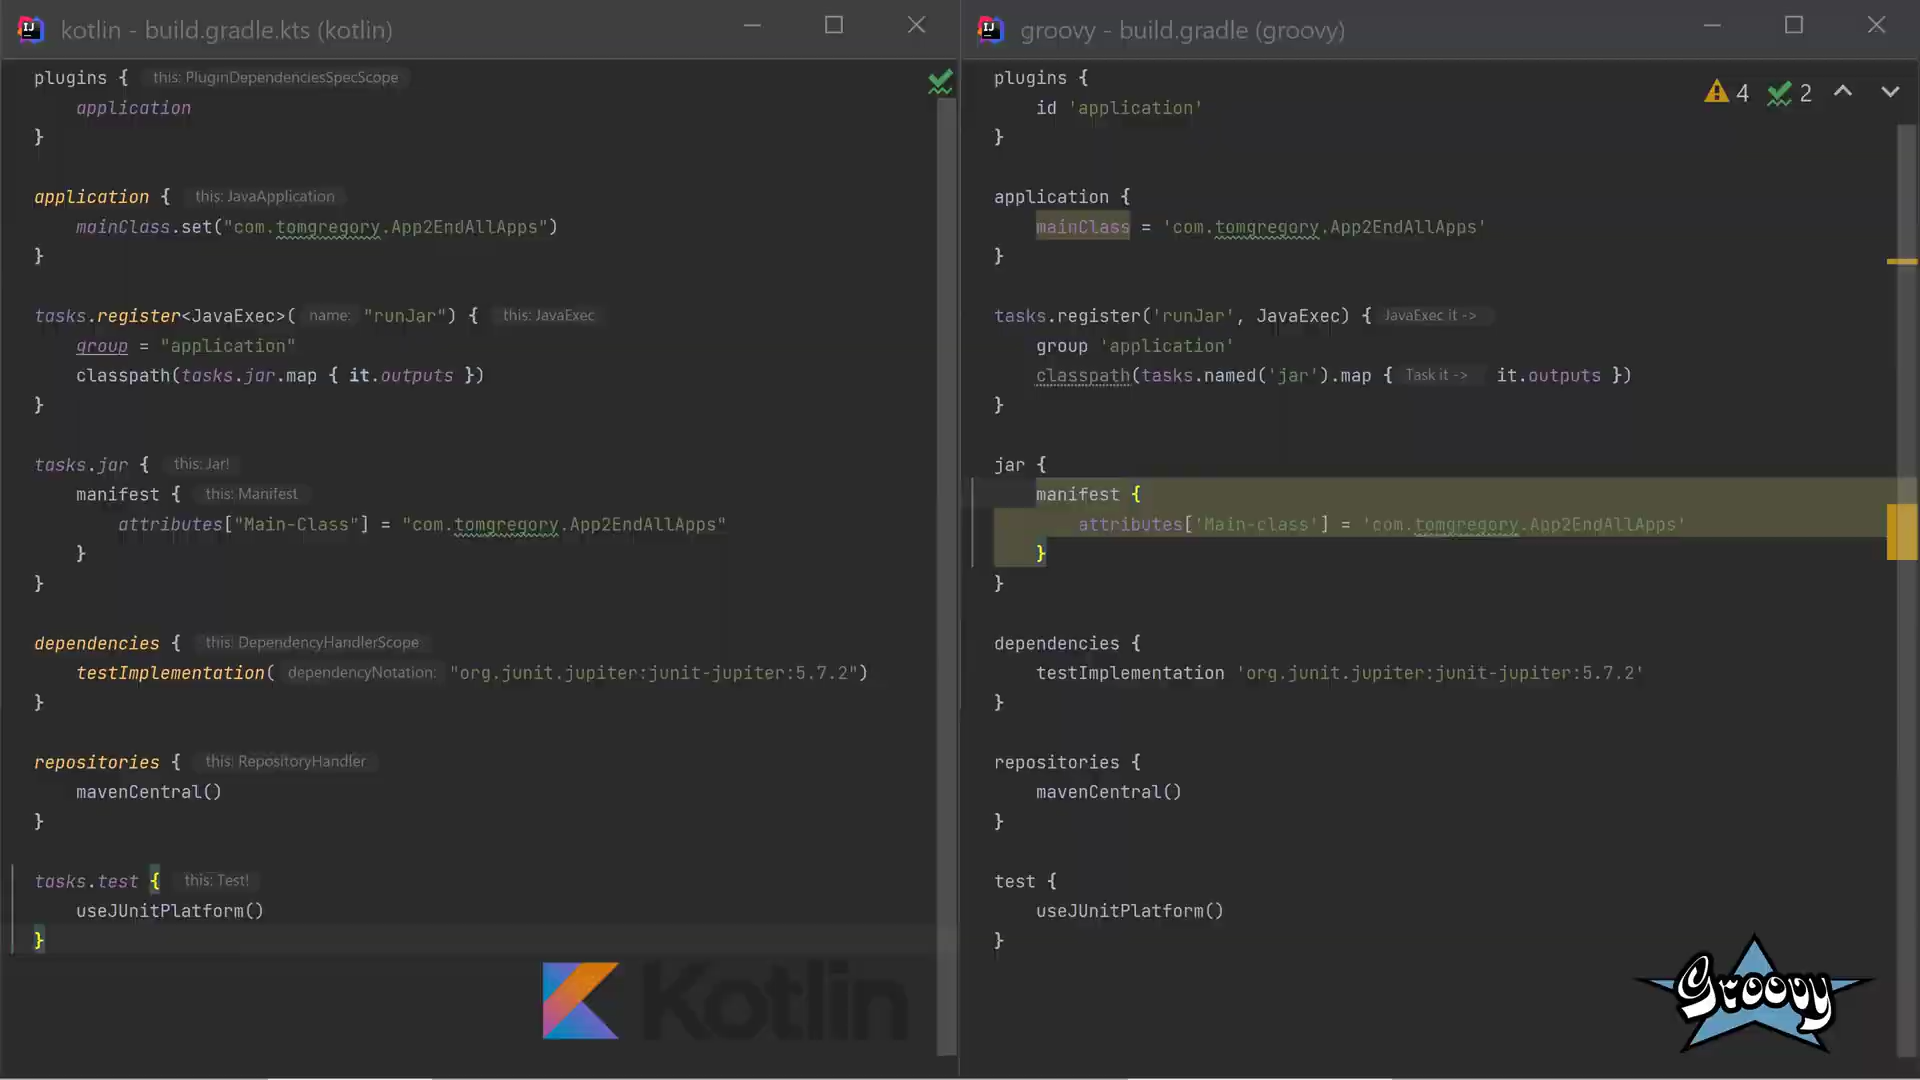 kotlin - build.gradle.kts (kotlin)
plugins { this: PluginDependenciesSpecScope
application
}
application { this: JavaApplication
mainClass.set("com.tomgregory.App2EndAllApps")
}
tasks.register<JavaExec>( name: "runJar") { this: JavaExec
group = "application"
classpath(tasks.jar.map { it.outputs })
}
tasks.jar { this: Jar!
manifest { this: Manifest
attributes["Main-Class"] = "com.tomgregory.App2EndAllApps"
}
}
dependencies { this: DependencyHandlerScope
testImplementation( dependencyNotation: "org.junit.jupiter:junit-jupiter:5.7.2")
}
repositories { this: RepositoryHandler
mavenCentral()
}
tasks.test { this: Test!
useJUnitPlatform()
}
Kotlin
groovy - build.gradle (groovy)
4 2
plugins {
id 'application'
}
application {
mainClass = 'com.tomgregory.App2EndAllApps'
}
tasks.register('runJar', JavaExec) { JavaExec it ->
group 'application'
classpath(tasks.named('jar').map { Task it -> it.outputs })
}
jar {
manifest {
attributes['Main-class'] = 'com.tomgregory.App2EndAllApps'
}
}
dependencies {
testImplementation 'org.junit.jupiter:junit-jupiter:5.7.2'
}
repositories {
mavenCentral()
}
test {
useJUnitPlatform()
}
Groovy